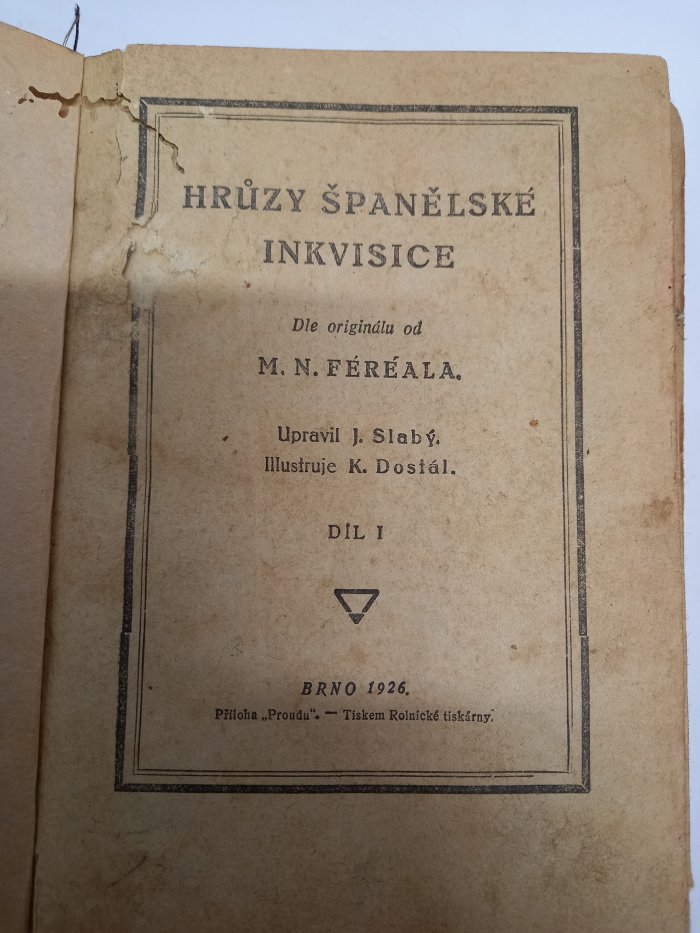 HRŮZY ŠPANĚLSKÉ
INKVISICE
Dle originálu od
M. N. FÉRÉALA.
Upravil J. Slabý.
Illustruje K. Dostál.
DÍL I
BRNO 1926.
Příloha „Proudu". — Tiskem Rolnické tiskárny.